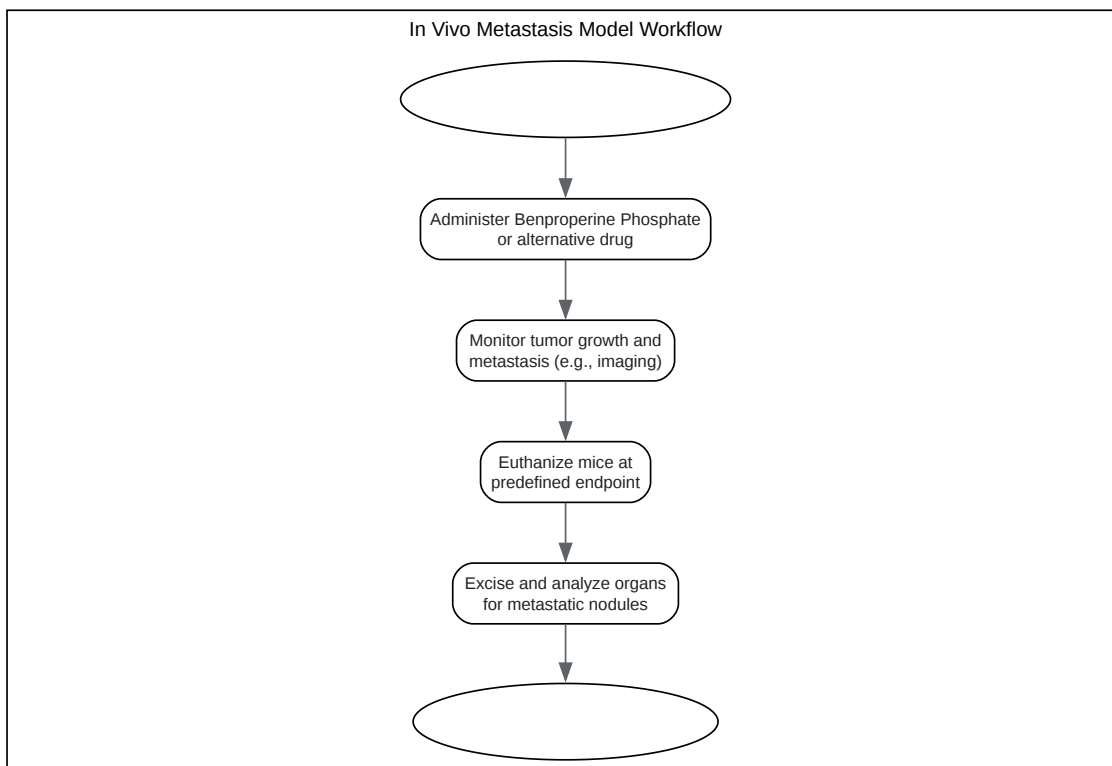 In Vivo Metastasis Model Workflow
Administer Benproperine Phosphate
or alternative drug
Monitor tumor growth and
metastasis (e.g., imaging)
Euthanize mice at
predefined endpoint
Excise and analyze organs
for metastatic nodules